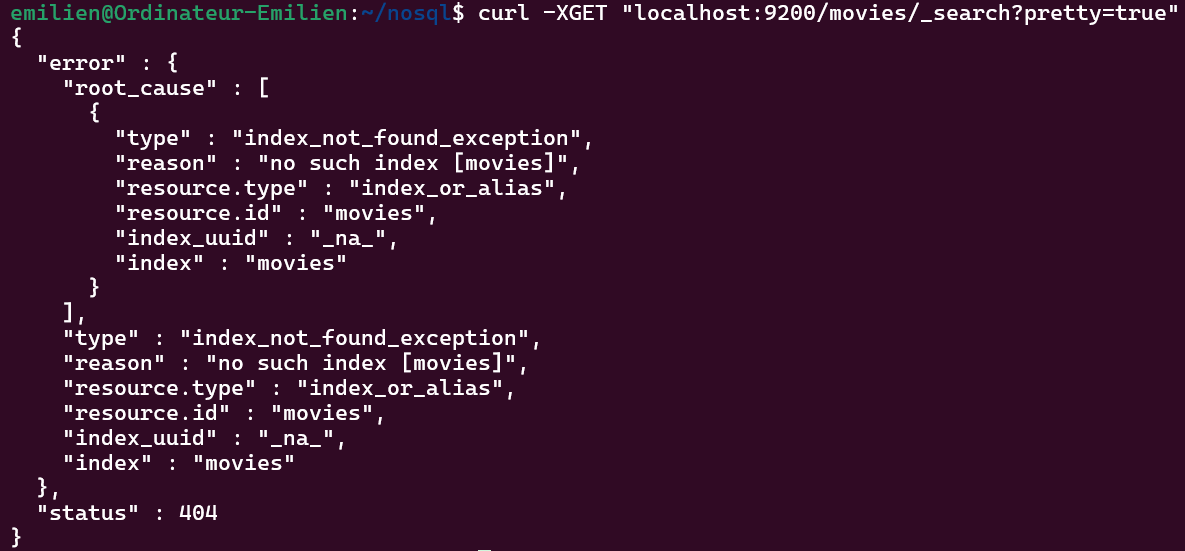 emilien@Ordinateur-Emilien:~/nosql$ curl -XGET "localhost:9200/movies/_search?pretty=true"
{
  "error" : {
    "root_cause" : [
      {
        "type" : "index_not_found_exception",
        "reason" : "no such index [movies]",
        "resource.type" : "index_or_alias",
        "resource.id" : "movies",
        "index_uuid" : "_na_",
        "index" : "movies"
      }
    ],
    "type" : "index_not_found_exception",
    "reason" : "no such index [movies]",
    "resource.type" : "index_or_alias",
    "resource.id" : "movies",
    "index_uuid" : "_na_",
    "index" : "movies"
  },
  "status" : 404
}